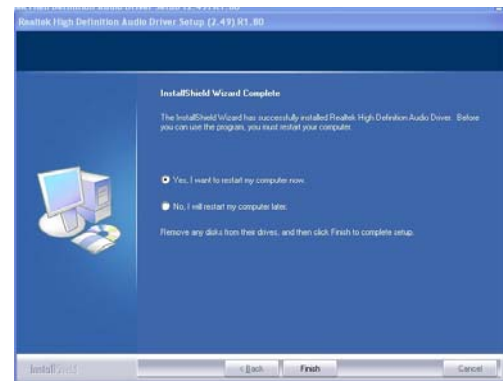 Realtek High Definition Audio Driver Setup (2.49) R1.80
InstallShield Wizard Complete
The InstallShield Wizard has successfully installed Realtek High Definition Audio Driver. Before
you can use the program, you must restart your computer.
Yes, I want to restart my computer now.
No, I will restart my computer later.
Remove any disks from their drives, and then click Finish to complete setup.
InstallShield
< Back
Finish
Cancel